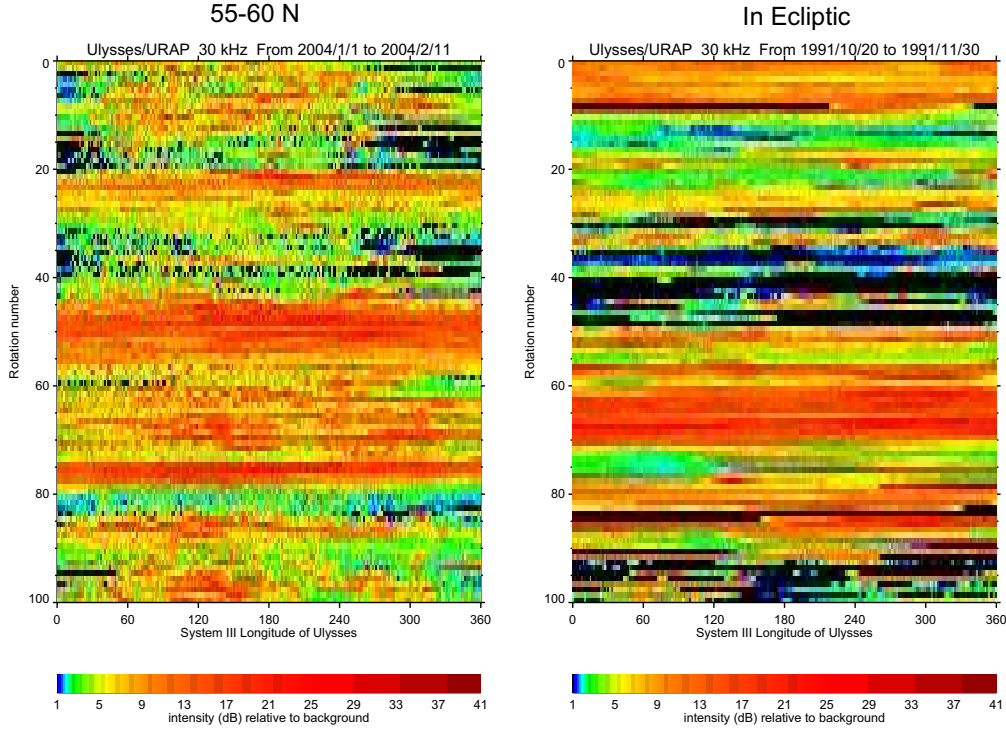 55-60 N
Ulysses/URAP 30 kHz From 2004/1/1 to 2004/2/11
0
20
40
60
80
100
Rotation number
0 60 120 180 240 300 360
System III Longitude of Ulysses
1 5 9 13 17 21 25 29 33 37 41
intensity (dB) relative to background
In Ecliptic
Ulysses/URAP 30 kHz From 1991/10/20 to 1991/11/30
0
20
40
60
80
100
Rotation number
0 60 120 180 240 300 360
System III Longitude of Ulysses
1 5 9 13 17 21 25 29 33 37 41
intensity (dB) relative to background